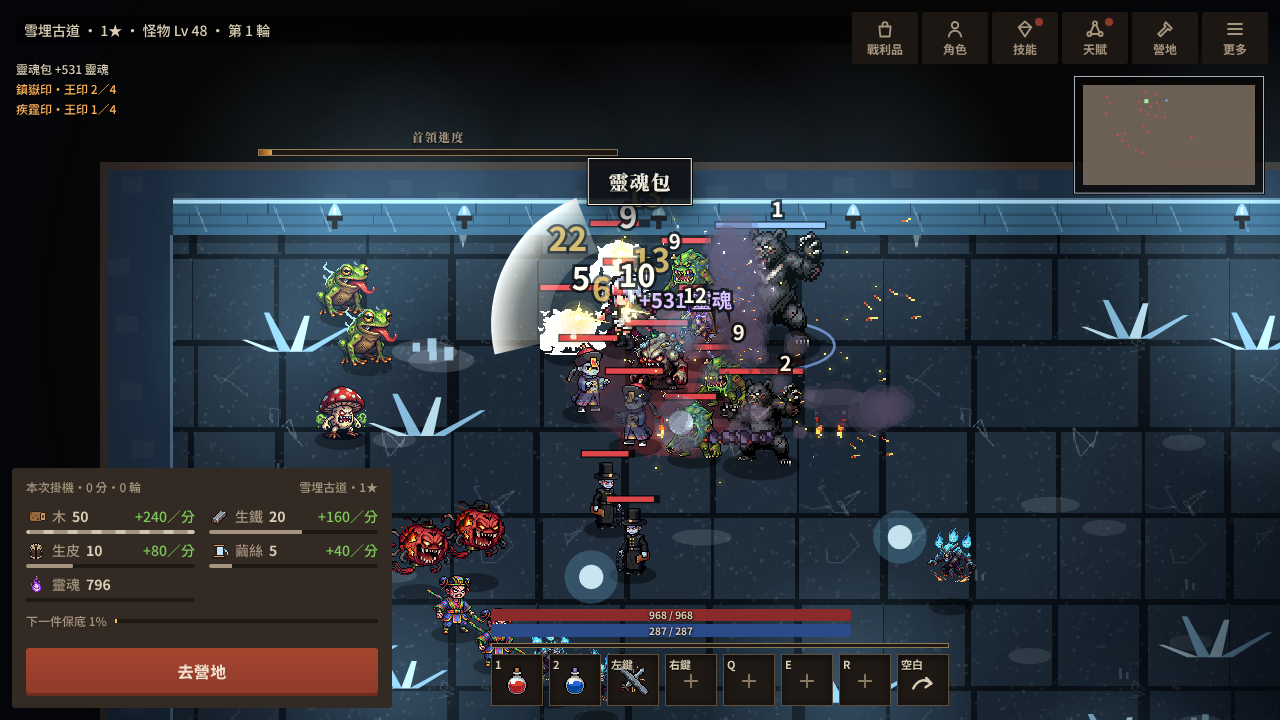 雪埋古道 · 1★ · 怪物 Lv 48 · 第 1 輪
戰利品
角色
技能
天賦
營地
更多
靈魂包 +531 靈魂
鎮嶽印·王印 2／4
疾霆印·王印 1／4
首領進度
靈魂包
9
1
22
9
13
5
10
6
12
+531 靈魂
9
2
本次掛機·0 分·0 輪
雪埋古道·1★
木 50 +240／分
生鐵 20 +160／分
生皮 10 +80／分
繭絲 5 +40／分
靈魂 796
下一件保底 1%
去營地
968 / 968
287 / 287
1
2
左鍵
右鍵
Q
E
R
空白